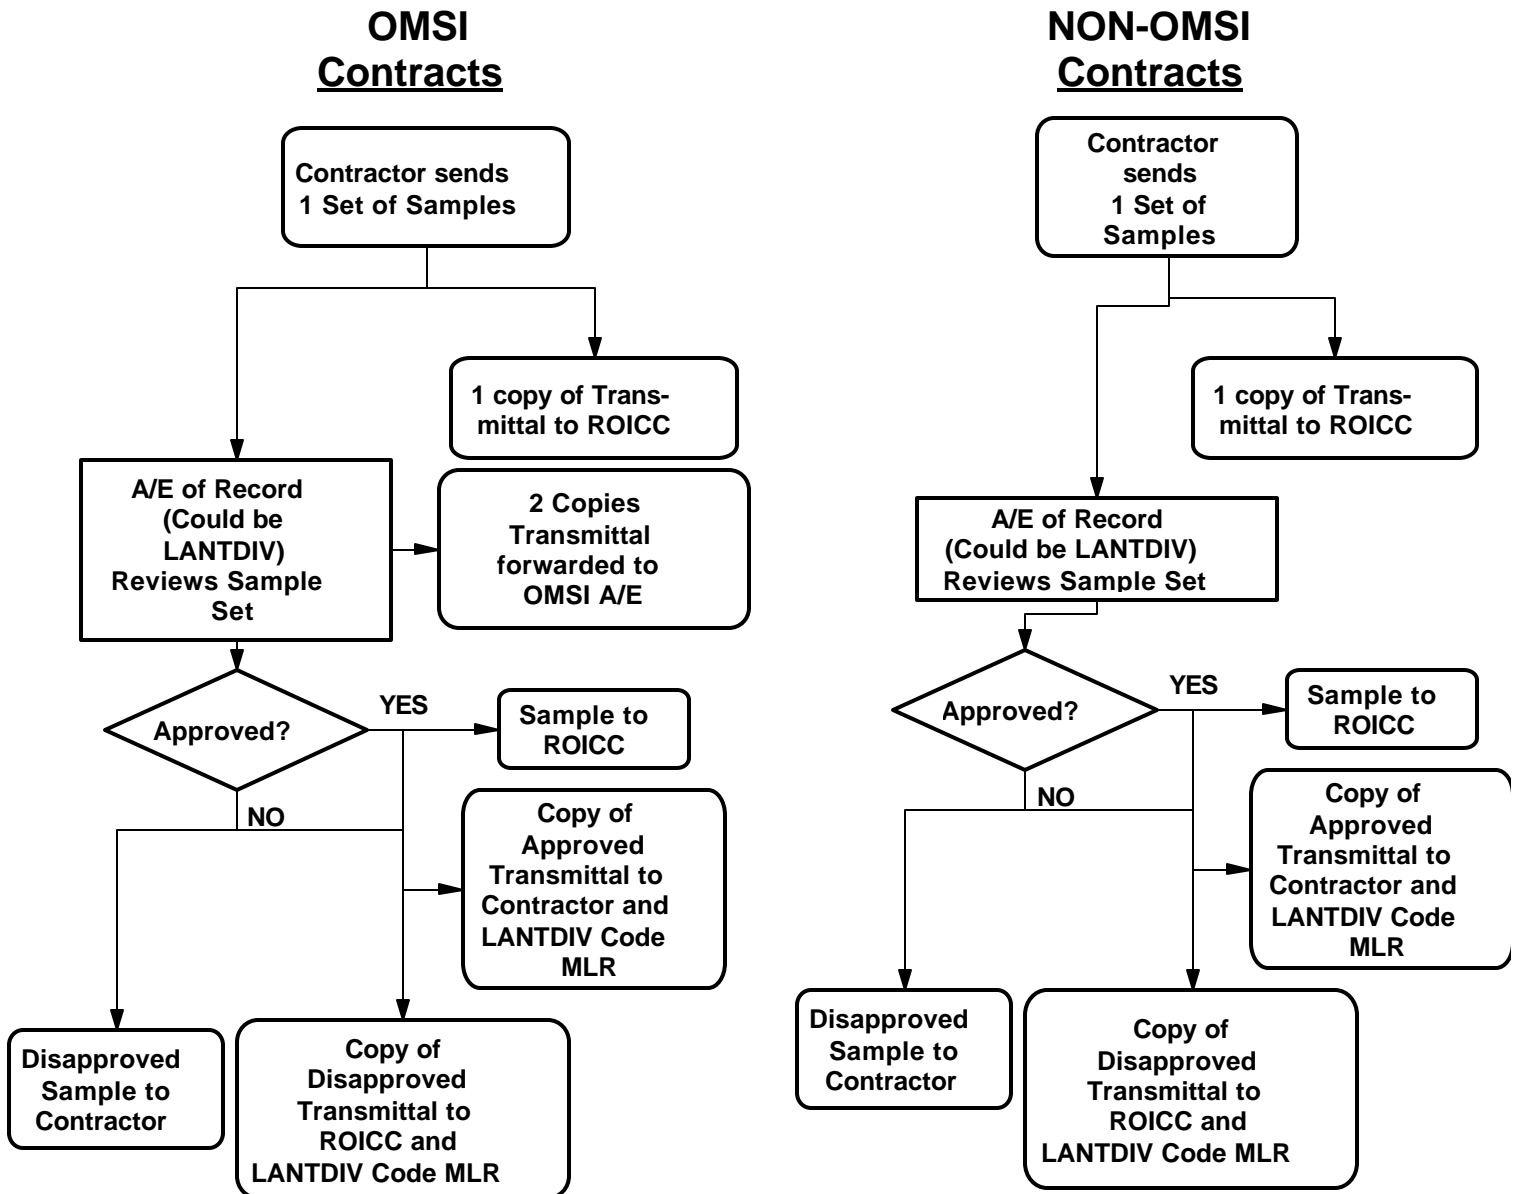 OMSI
Contracts
Contractor sends
1 Set of Samples
1 copy of Trans-
mittal to ROICC
A/E of Record
(Could be
LANTDIV)
Reviews Sample
Set
2 Copies
Transmittal
forwarded to
OMSI A/E
Approved?
YES
Sample to
ROICC
NO
Copy of
Approved
Transmittal to
Contractor and
LANTDIV Code
MLR
Disapproved
Sample to
Contractor
Copy of
Disapproved
Transmittal to
ROICC and
LANTDIV Code MLR
NON-OMSI
Contracts
Contractor
sends
1 Set of
Samples
1 copy of Trans-
mittal to ROICC
A/E of Record
(Could be LANTDIV)
Reviews Sample Set
Approved?
YES
Sample to
ROICC
NO
Copy of
Approved
Transmittal to
Contractor and
LANTDIV Code
MLR
Disapproved
Sample to
Contractor
Copy of
Disapproved
Transmittal to
ROICC and
LANTDIV Code MLR